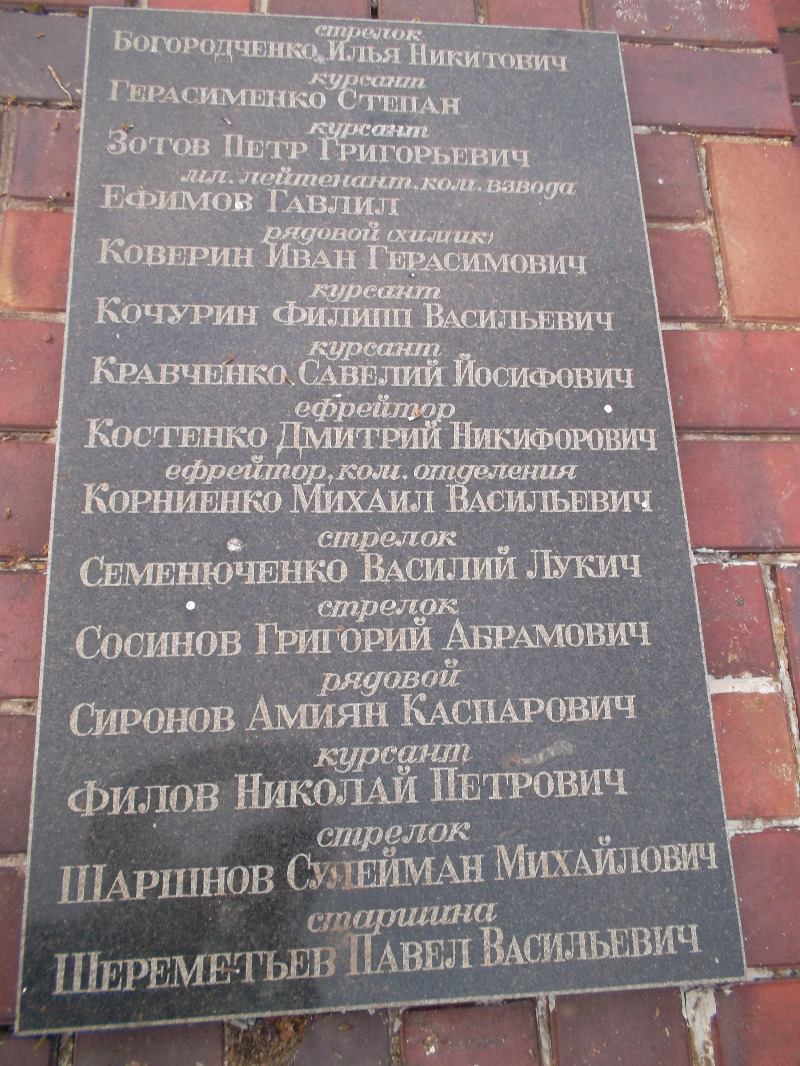 стрелок
Богородченко Илья Никитович
курсант
Герасименко Степан
курсант
Зотов Петр Григорьевич
мл. лейтенант, ком. взвода
Ефимов Гавлил
рядовой (химик)
Коверин Иван Герасимович
курсант
Кочурин Филипп Васильевич
курсант
Кравченко Савелий Йосифович
ефрейтор
Костенко Дмитрий Никифорович
ефрейтор, ком. отделения
Корниенко Михаил Васильевич
стрелок
Семенюченко Василий Лукич
стрелок
Сосинов Григорий Абрамович
рядовой
Сиронов Амиян Каспарович
курсант
Филов Николай Петрович
стрелок
Шаршнов Сулейман Михайлович
старшина
Шереметьев Павел Васильевич